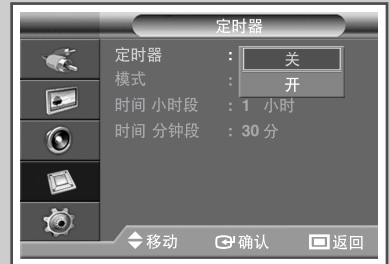 定时器
定时器 : 关
开
模式 :
时间 小时段 : 1 小时
时间 分钟段 : 30 分
移动 确认 返回